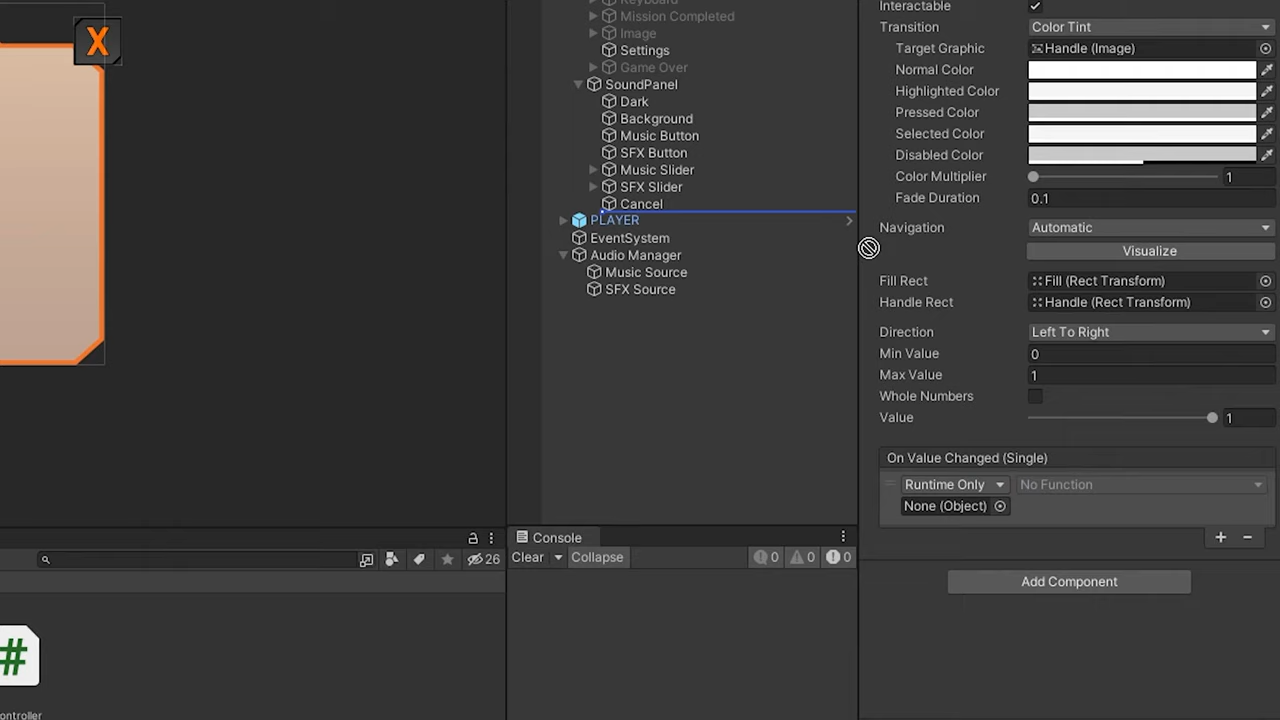 X
Keyboard
Mission Completed
Image
Settings
Game Over
SoundPanel
Dark
Background
Music Button
SFX Button
Music Slider
SFX Slider
Cancel
PLAYER
EventSystem
Audio Manager
Music Source
SFX Source
Interactable
Transition Color Tint
Target Graphic Handle (Image)
Normal Color
Highlighted Color
Pressed Color
Selected Color
Disabled Color
Color Multiplier 1
Fade Duration 0.1
Navigation Automatic
Visualize
Fill Rect Fill (Rect Transform)
Handle Rect Handle (Rect Transform)
Direction Left To Right
Min Value 0
Max Value 1
Whole Numbers
Value 1
On Value Changed (Single)
Runtime Only No Function
None (Object)
+ −
Add Component
26
Console
Clear Collapse 0 0 0
#
ontroller